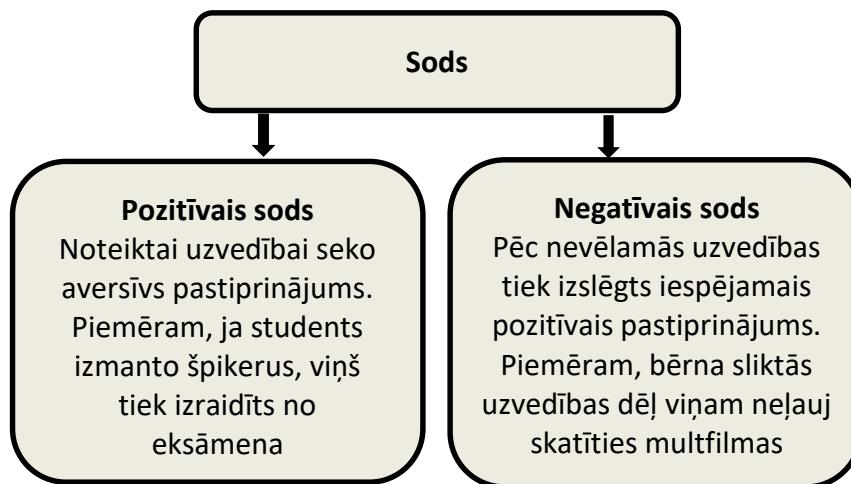 Sods
Pozitīvais sods
Noteiktai uzvedībai seko
aversīvs pastiprinājums.
Piemēram, ja students
izmanto špikerus, viņš
tiek izraidīts no
eksāmena
Negatīvais sods
Pēc nevēlamās uzvedības
tiek izslēgts iespējamais
pozitīvais pastiprinājums.
Piemēram, bērna sliktās
uzvedības dēļ viņam neļauj
skatīties multfilmas